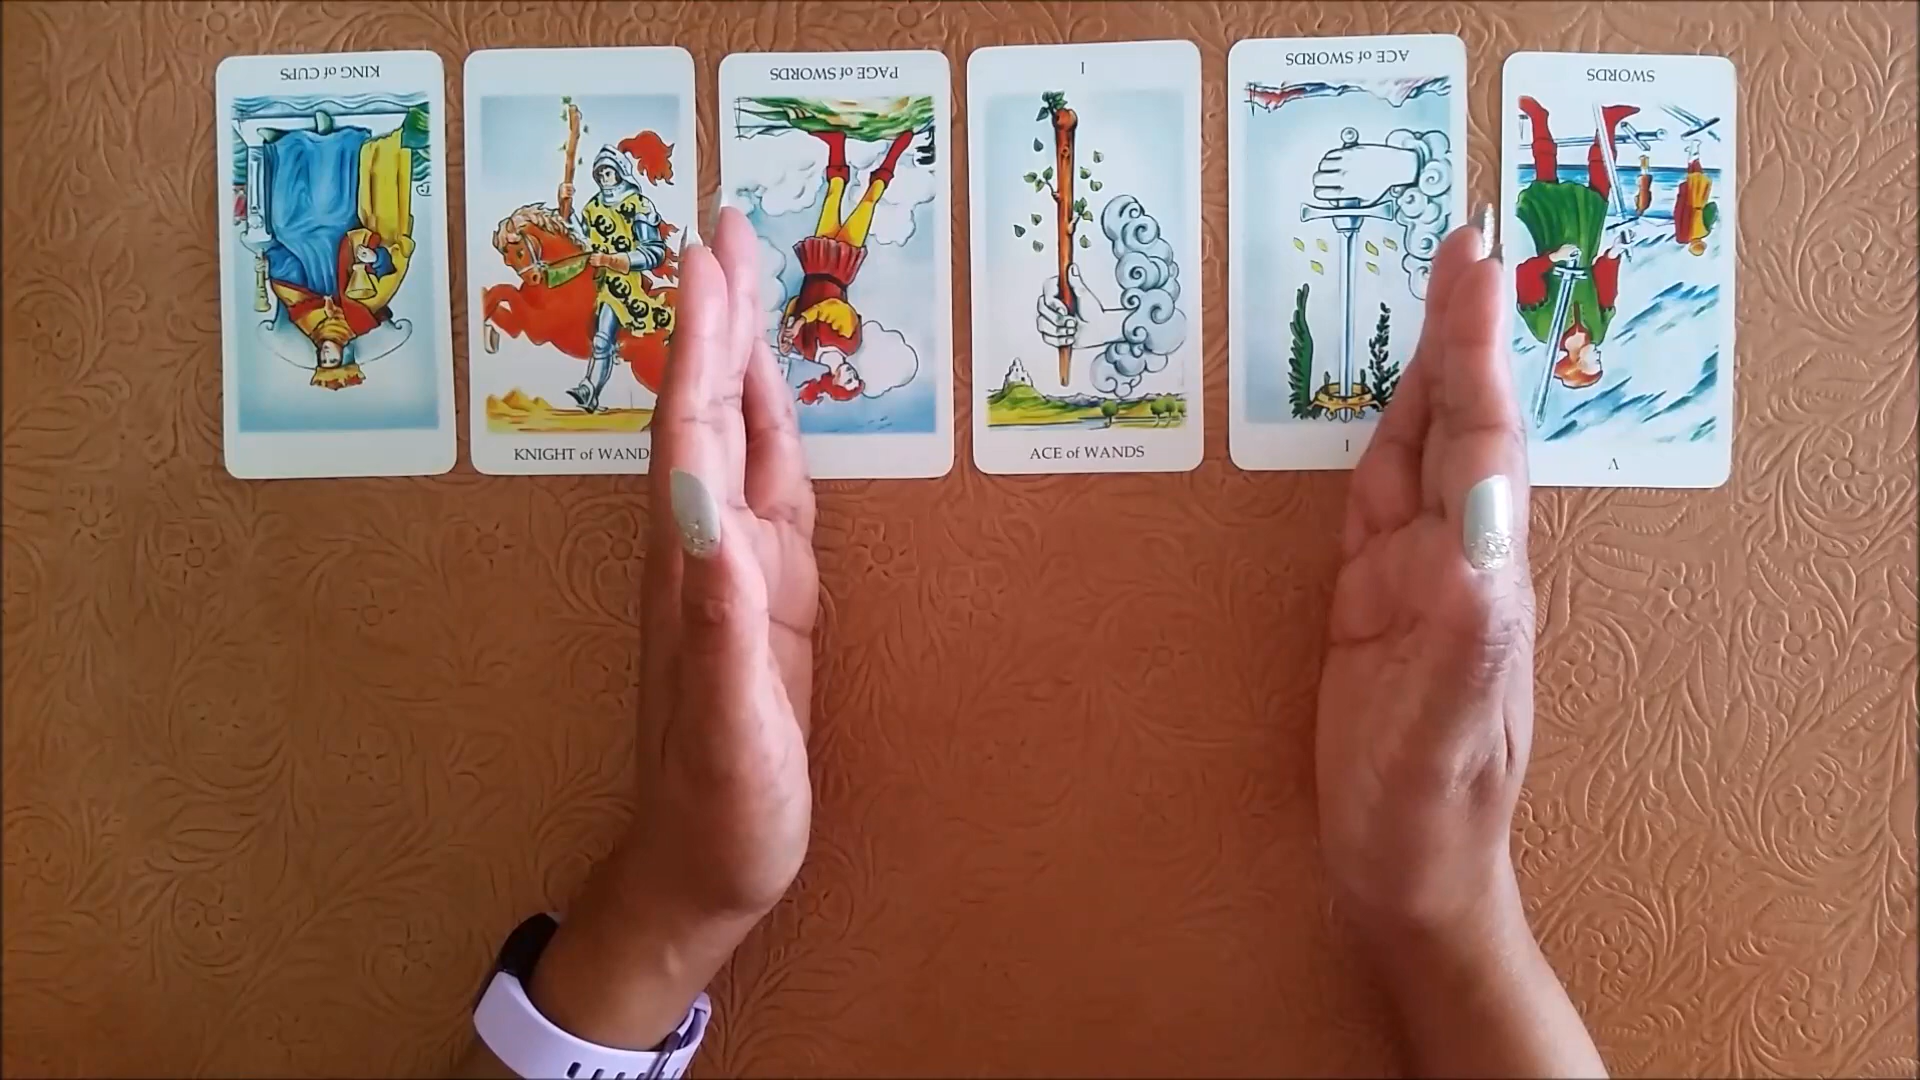 KING of CUPS
KNIGHT of WAND
PAGE of SWORDS
I
ACE of WANDS
ACE of SWORDS
I
SWORDS
V